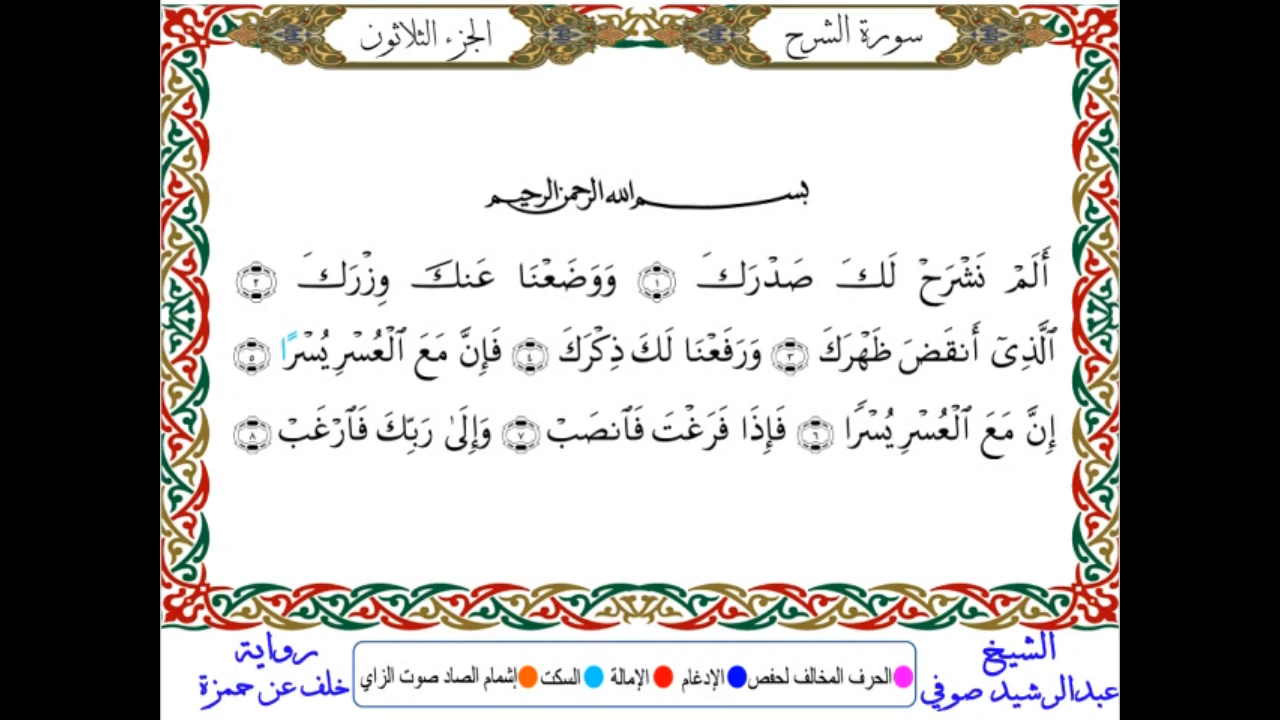 سورة الشرح
الجزء الثلاثون
بسم الله الرحمن الرحيم
أَلَمْ نَشْرَحْ لَكَ صَدْرَكَ ١ وَوَضَعْنَا عَنكَ وِزْرَكَ ٢
ٱلَّذِىٓ أَنقَضَ ظَهْرَكَ ٣ وَرَفَعْنَا لَكَ ذِكْرَكَ ٤ فَإِنَّ مَعَ ٱلْعُسْرِ يُسْرًا ٥
إِنَّ مَعَ ٱلْعُسْرِ يُسْرًا ٦ فَإِذَا فَرَغْتَ فَٱنصَبْ ٧ وَإِلَىٰ رَبِّكَ فَٱرْغَبْ ٨
الشيخ
عبدالرشيد صوفي
الحرف المخالف لحفص الإدغام الإمالة السكت إشمام الصاد صوت الزاي
رواية
خلف عن حمزة